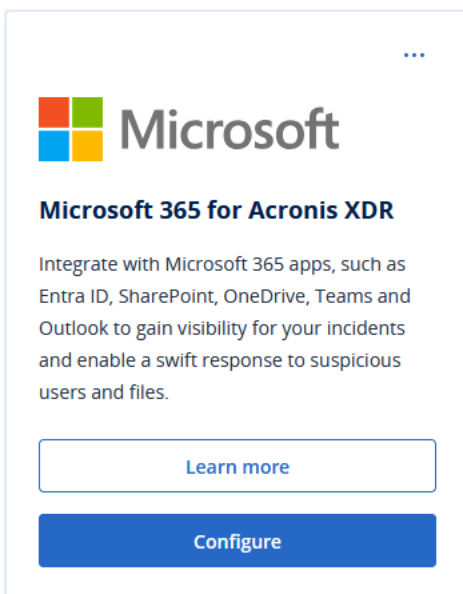 ...
Microsoft
Microsoft 365 for Acronis XDR
Integrate with Microsoft 365 apps, such as
Entra ID, SharePoint, OneDrive, Teams and
Outlook to gain visibility for your incidents
and enable a swift response to suspicious
users and files.
Learn more
Configure